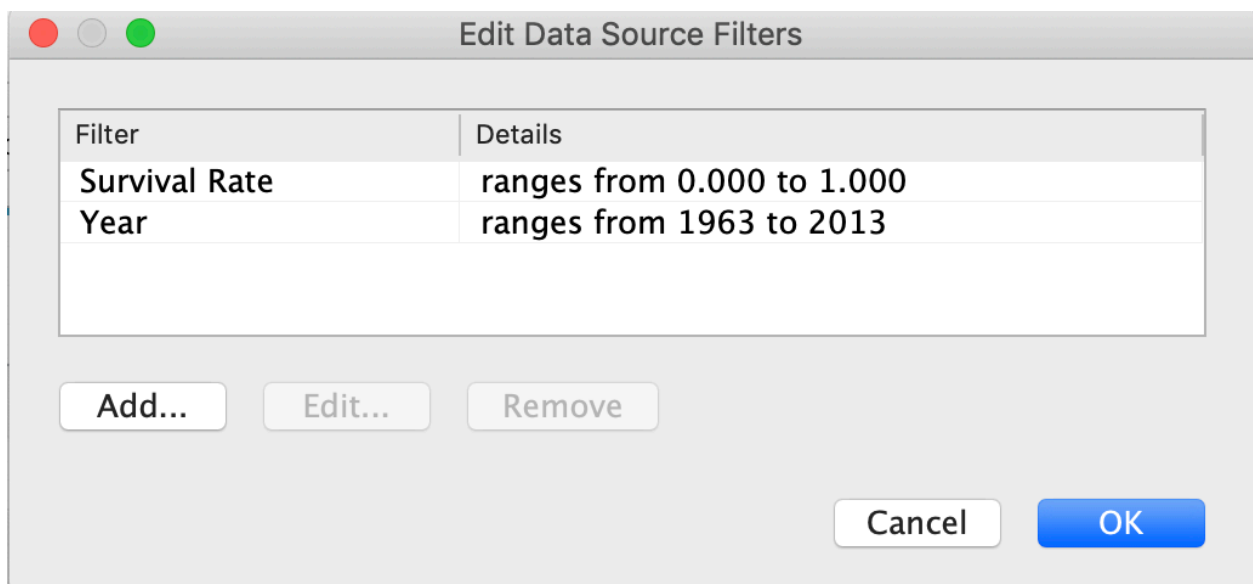 Edit Data Source Filters
Filter Details
Survival Rate ranges from 0.000 to 1.000
Year ranges from 1963 to 2013
Add... Edit... Remove
Cancel OK